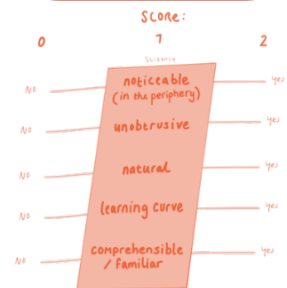 SCORE:
0 1 2
NO noticeable yes
(in the periphery)
NO unobtrusive yes
NO natural yes
NO learning curve yes
NO comprehensible yes
/ familiar